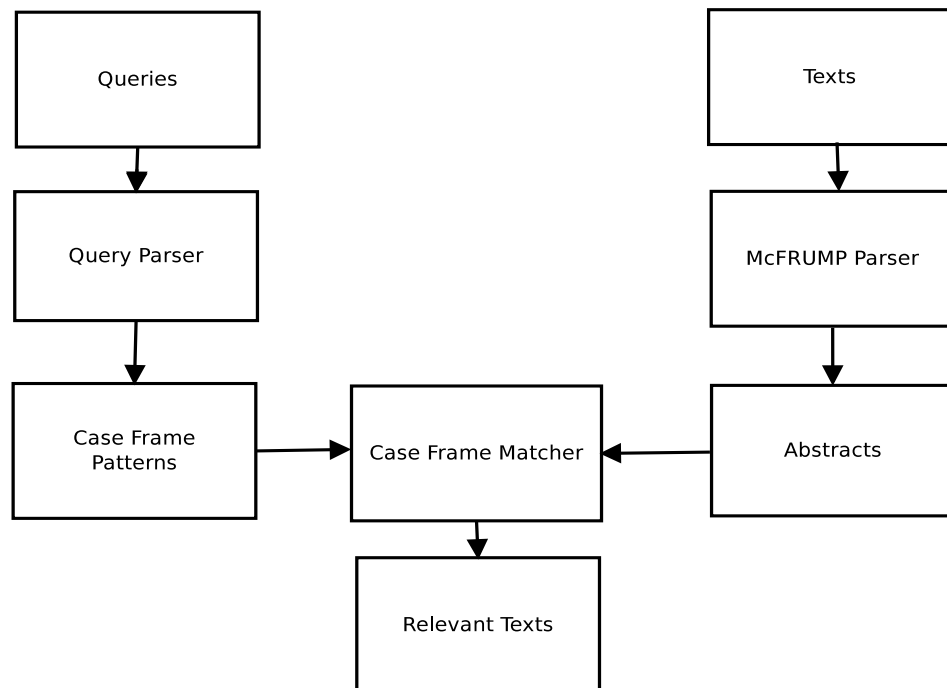 Queries
Texts
Query Parser
McFRUMP Parser
Case Frame
Patterns
Case Frame Matcher
Abstracts
Relevant Texts